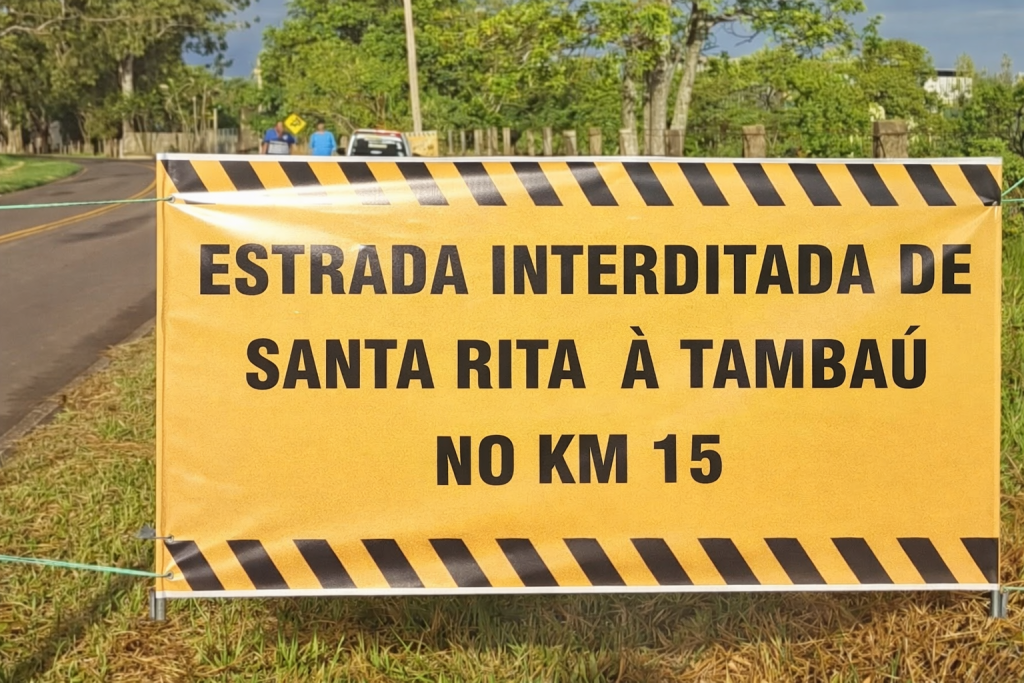 ESTRADA INTERDITADA DE
SANTA RITA À TAMBAÚ
NO KM 15